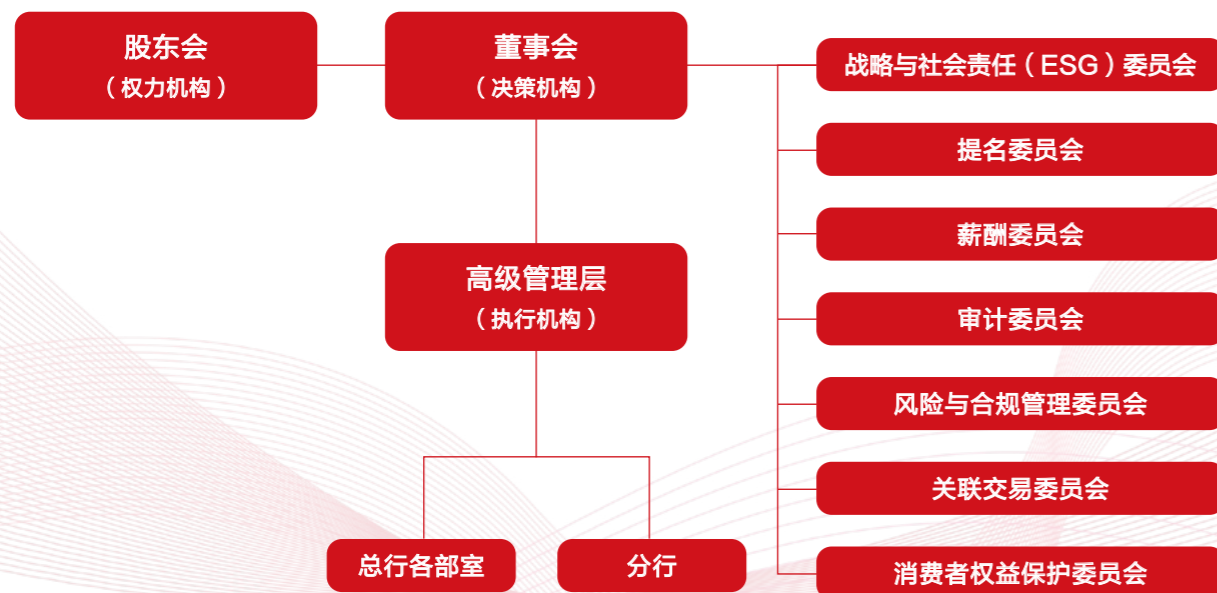 股东会
（权力机构）
董事会
（决策机构）
战略与社会责任（ESG）委员会
提名委员会
薪酬委员会
审计委员会
风险与合规管理委员会
关联交易委员会
消费者权益保护委员会
高级管理层
（执行机构）
总行各部室
分行